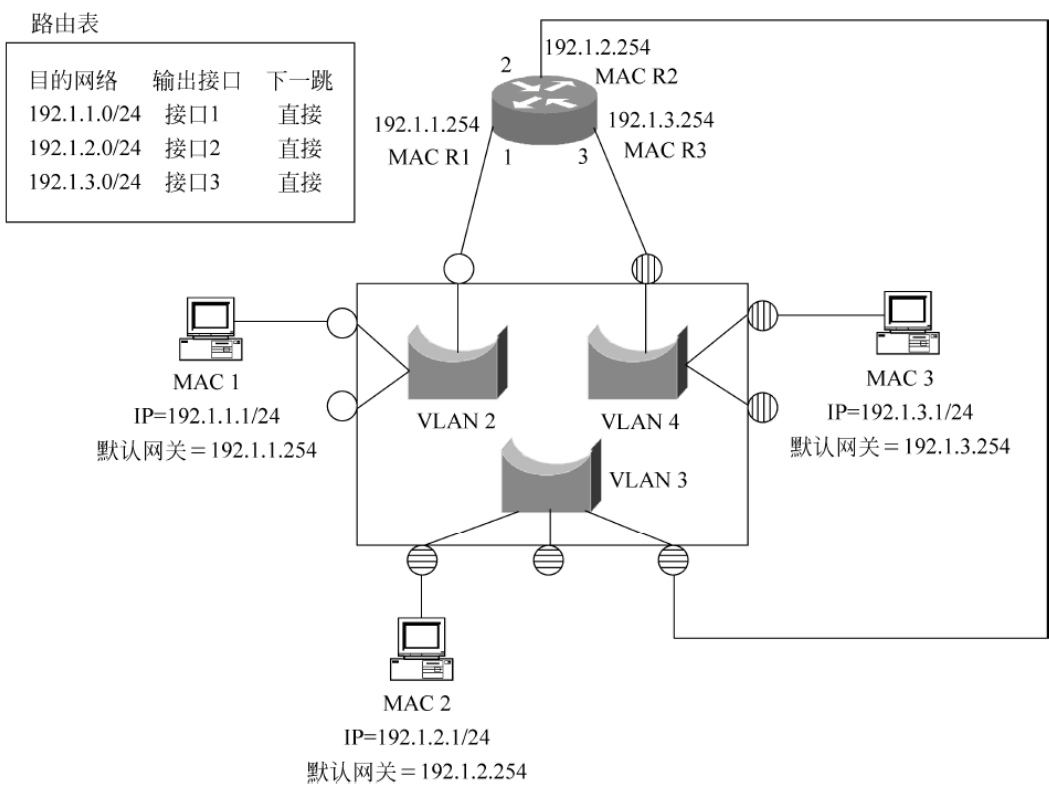 路由表
目的网络 输出接口 下一跳
192.1.1.0/24 接口1 直接
192.1.2.0/24 接口2 直接
192.1.3.0/24 接口3 直接
192.1.2.254
MAC R2
2
192.1.1.254
MAC R1
1
192.1.3.254
MAC R3
3
MAC 1
IP=192.1.1.1/24
默认网关＝192.1.1.254
VLAN 2
VLAN 4
VLAN 3
MAC 3
IP=192.1.3.1/24
默认网关＝192.1.3.254
MAC 2
IP=192.1.2.1/24
默认网关＝192.1.2.254